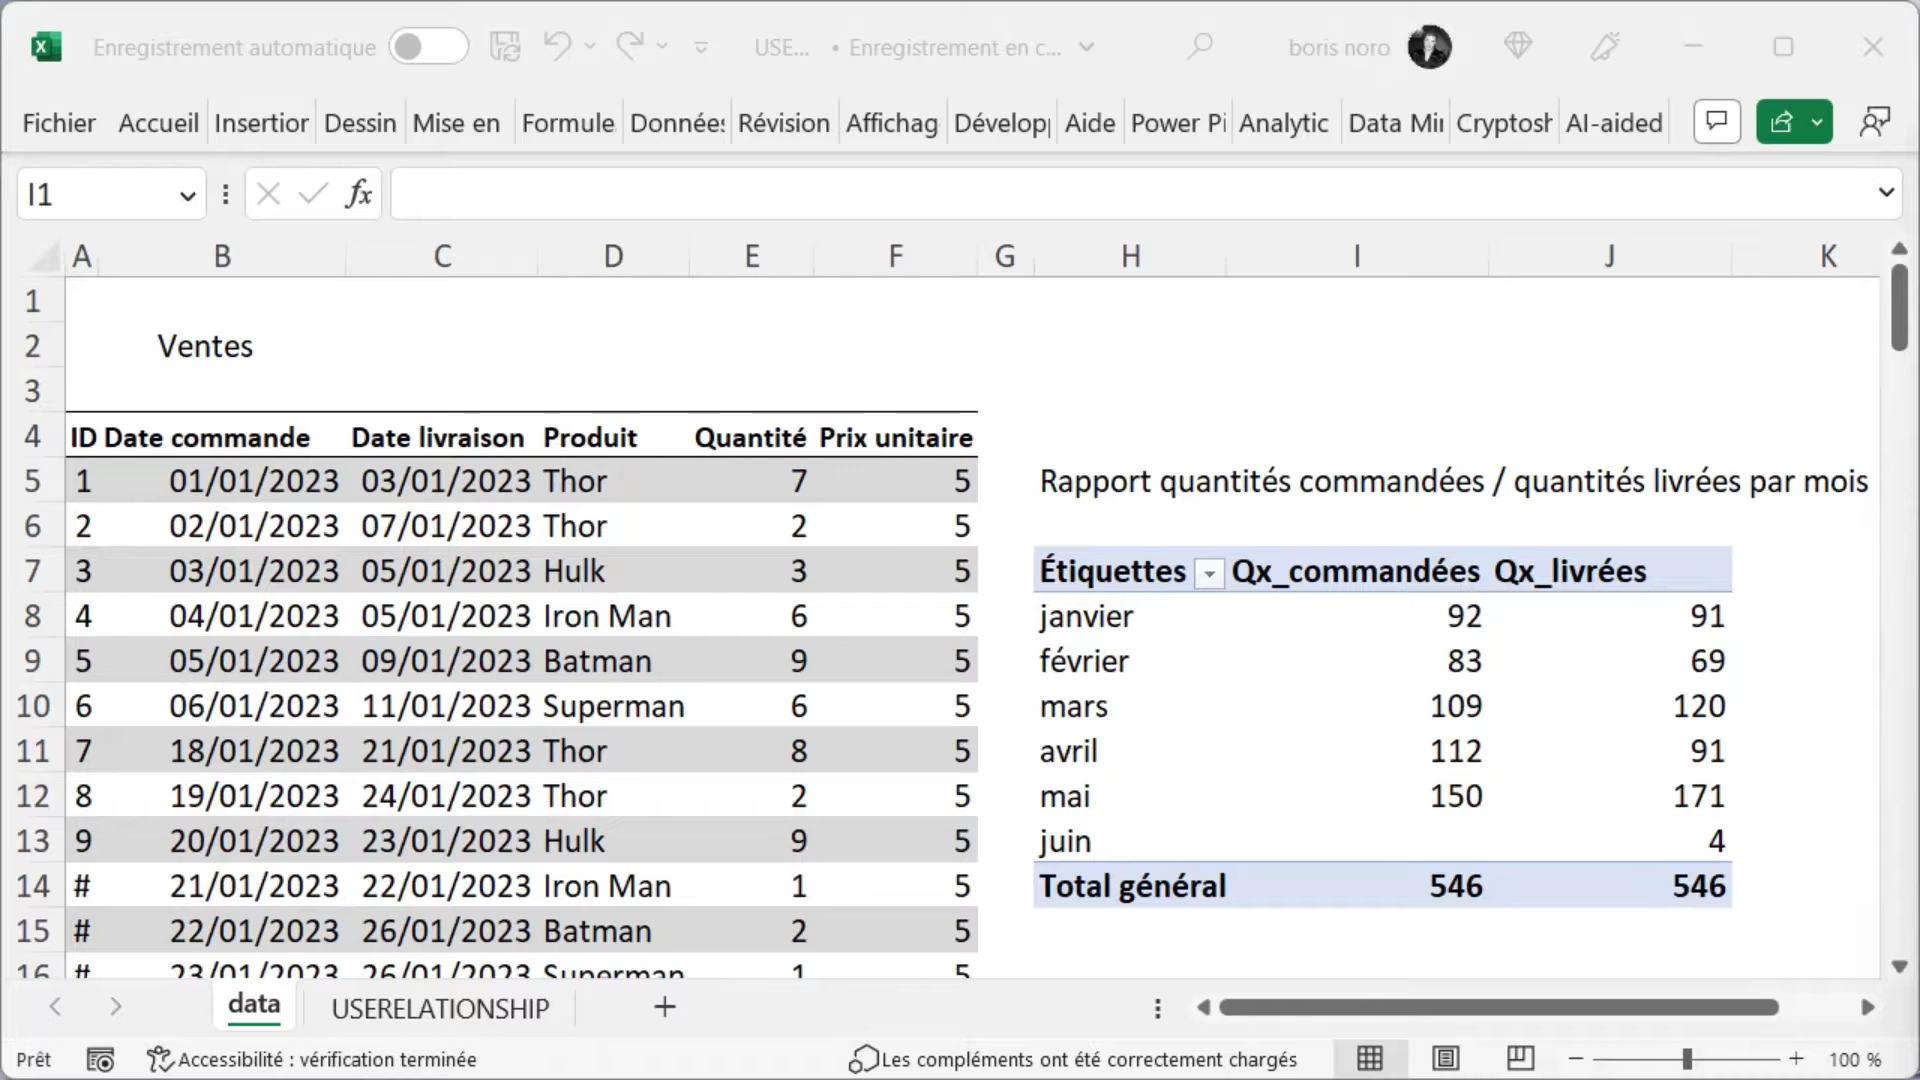 Enregistrement automatique USE... • Enregistrement en c... boris noro
Fichier Accueil Insertior Dessin Mise en Formule Données Révision Affichag Dévelop Aide Power Pi Analytic Data Mii Cryptosh AI-aided
I1 fx
A B C D E F G H I J K
1
2 Ventes
3
4 ID Date commande Date livraison Produit Quantité Prix unitaire
5 1 01/01/2023 03/01/2023 Thor 7 5 Rapport quantités commandées / quantités livrées par mois
6 2 02/01/2023 07/01/2023 Thor 2 5
7 3 03/01/2023 05/01/2023 Hulk 3 5 Étiquettes Qx_commandées Qx_livrées
8 4 04/01/2023 05/01/2023 Iron Man 6 5 janvier 92 91
9 5 05/01/2023 09/01/2023 Batman 9 5 février 83 69
10 6 06/01/2023 11/01/2023 Superman 6 5 mars 109 120
11 7 18/01/2023 21/01/2023 Thor 8 5 avril 112 91
12 8 19/01/2023 24/01/2023 Thor 2 5 mai 150 171
13 9 20/01/2023 23/01/2023 Hulk 9 5 juin 4
14 # 21/01/2023 22/01/2023 Iron Man 1 5 Total général 546 546
15 # 22/01/2023 26/01/2023 Batman 2 5
16 # 23/01/2023 26/01/2023 Superman 1 5
data USERELATIONSHIP
Prêt Accessibilité : vérification terminée Les compléments ont été correctement chargés 100 %